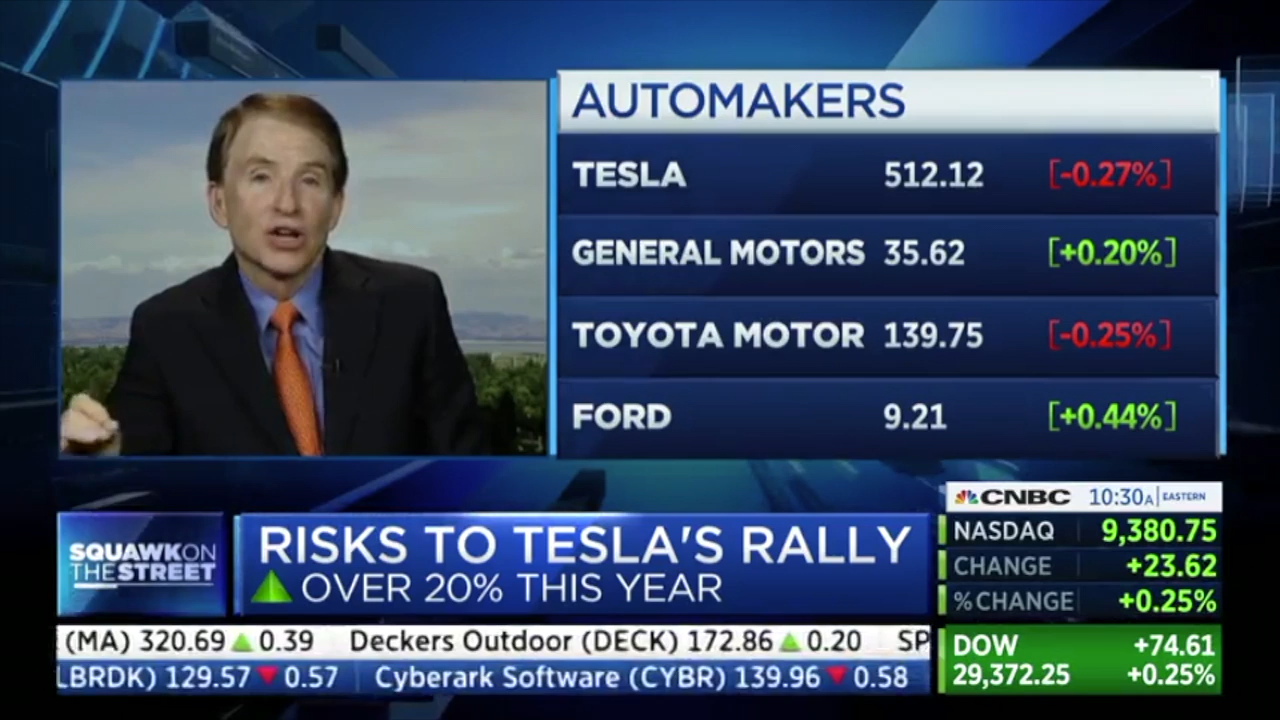 AUTOMAKERS
TESLA 512.12 [-0.27%]
GENERAL MOTORS 35.62 [+0.20%]
TOYOTA MOTOR 139.75 [-0.25%]
FORD 9.21 [+0.44%]
CNBC 10:30A EASTERN
SQUAWK ON
THE STREET
RISKS TO TESLA'S RALLY
OVER 20% THIS YEAR
NASDAQ 9,380.75
CHANGE +23.62
% CHANGE +0.25%
DOW +74.61
29,372.25 +0.25%
(MA) 320.69 ▲ 0.39 Deckers Outdoor (DECK) 172.86 ▲ 0.20 SP
LBRDK) 129.57 ▼ 0.57 Cyberark Software (CYBR) 139.96 ▼ 0.58